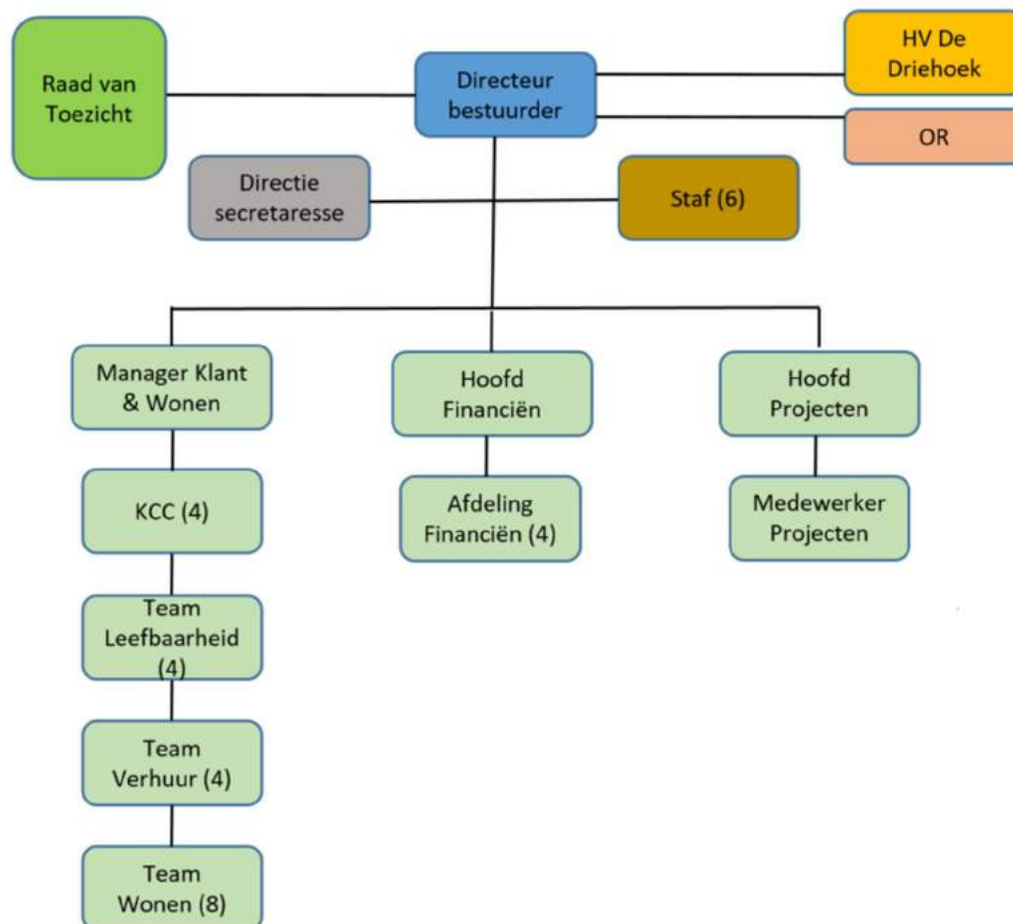 Raad van
Toezicht
Directeur
bestuurder
HV De
Driehoek
OR
Directie
secretaresse
Staf (6)
Manager Klant
& Wonen
Hoofd
Financiën
Hoofd
Projecten
KCC (4)
Afdeling
Financiën (4)
Medewerker
Projecten
Team
Leefbaarheid
(4)
Team
Verhuur (4)
Team
Wonen (8)